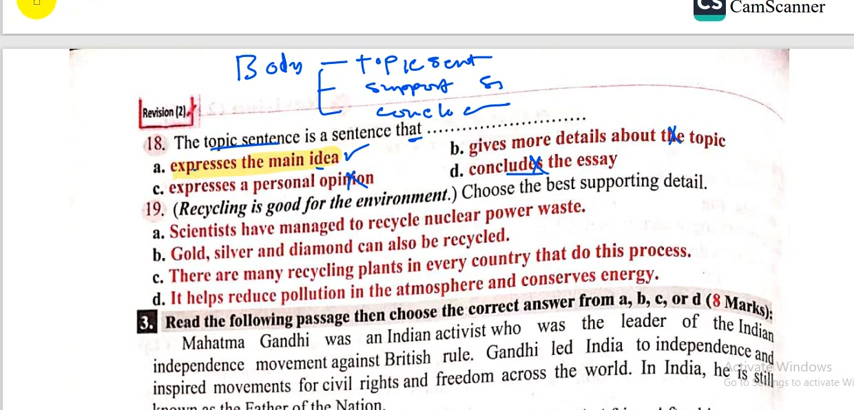 CS CamScanner
Body topic sent
support Ss
conclo
Revision (2)
18. The topic sentence is a sentence that ..............................
a. expresses the main idea ✓
b. gives more details about the topic
c. expresses a personal opinion
d. concludes the essay
19. (Recycling is good for the environment.) Choose the best supporting detail.
a. Scientists have managed to recycle nuclear power waste.
b. Gold, silver and diamond can also be recycled.
c. There are many recycling plants in every country that do this process.
d. It helps reduce pollution in the atmosphere and conserves energy.
3. Read the following passage then choose the correct answer from a, b, c, or d (8 Marks):
Mahatma Gandhi was an Indian activist who was the leader of the Indian
independence movement against British rule. Gandhi led India to independence and
inspired movements for civil rights and freedom across the world. In India, he is still
known as the Father of the Nation.
Activate Windows
Go to Settings to activate Wi